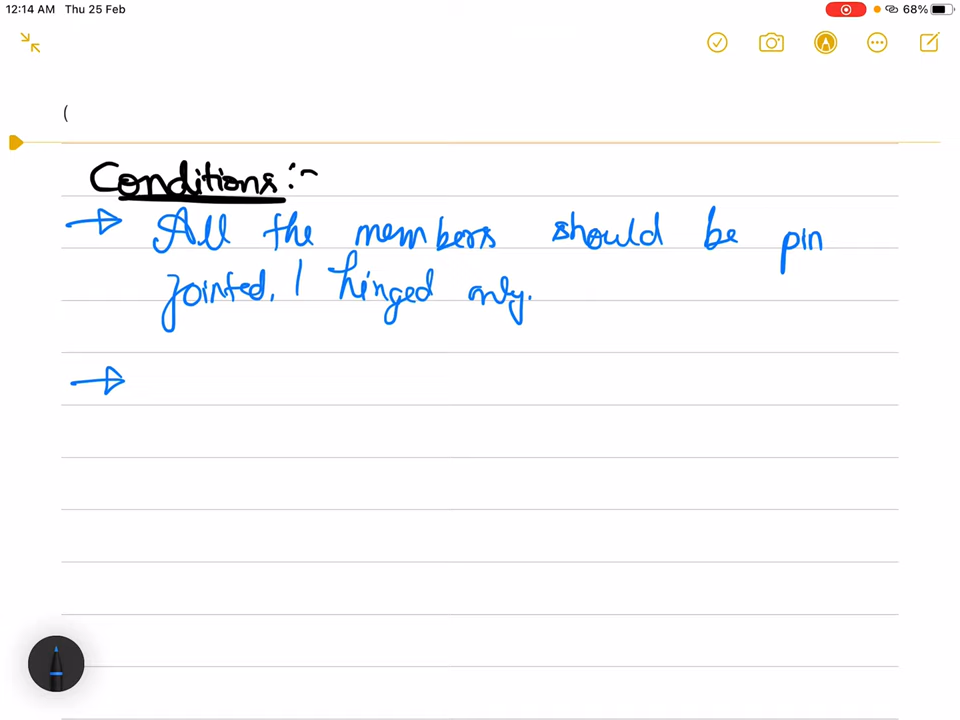 12:14 AM Thu 25 Feb 68%
(
Conditions :-
→ All the members should be pin
jointed. / hinged only.
→